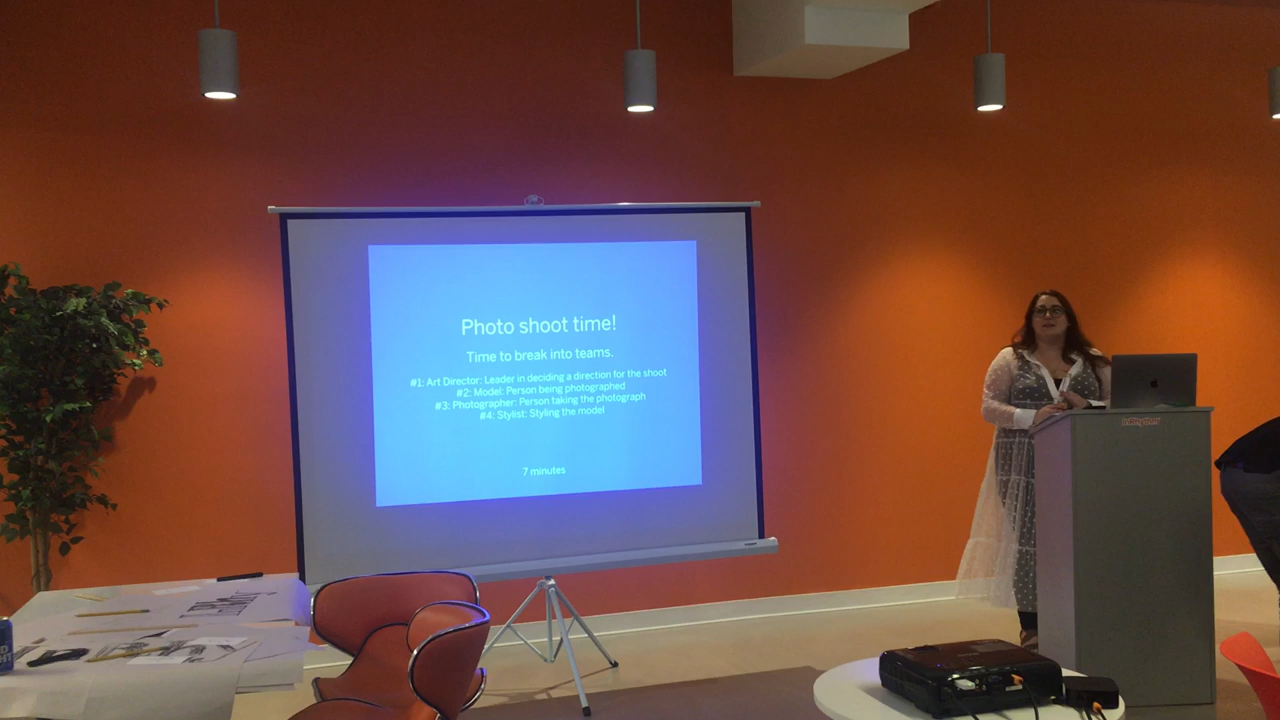 Photo shoot time!
Time to break into teams.
#1: Art Director: Leader in deciding a direction for the shoot
#2: Model: Person being photographed
#3: Photographer: Person taking the photograph
#4: Stylist: Styling the model
7 minutes
InRhythm